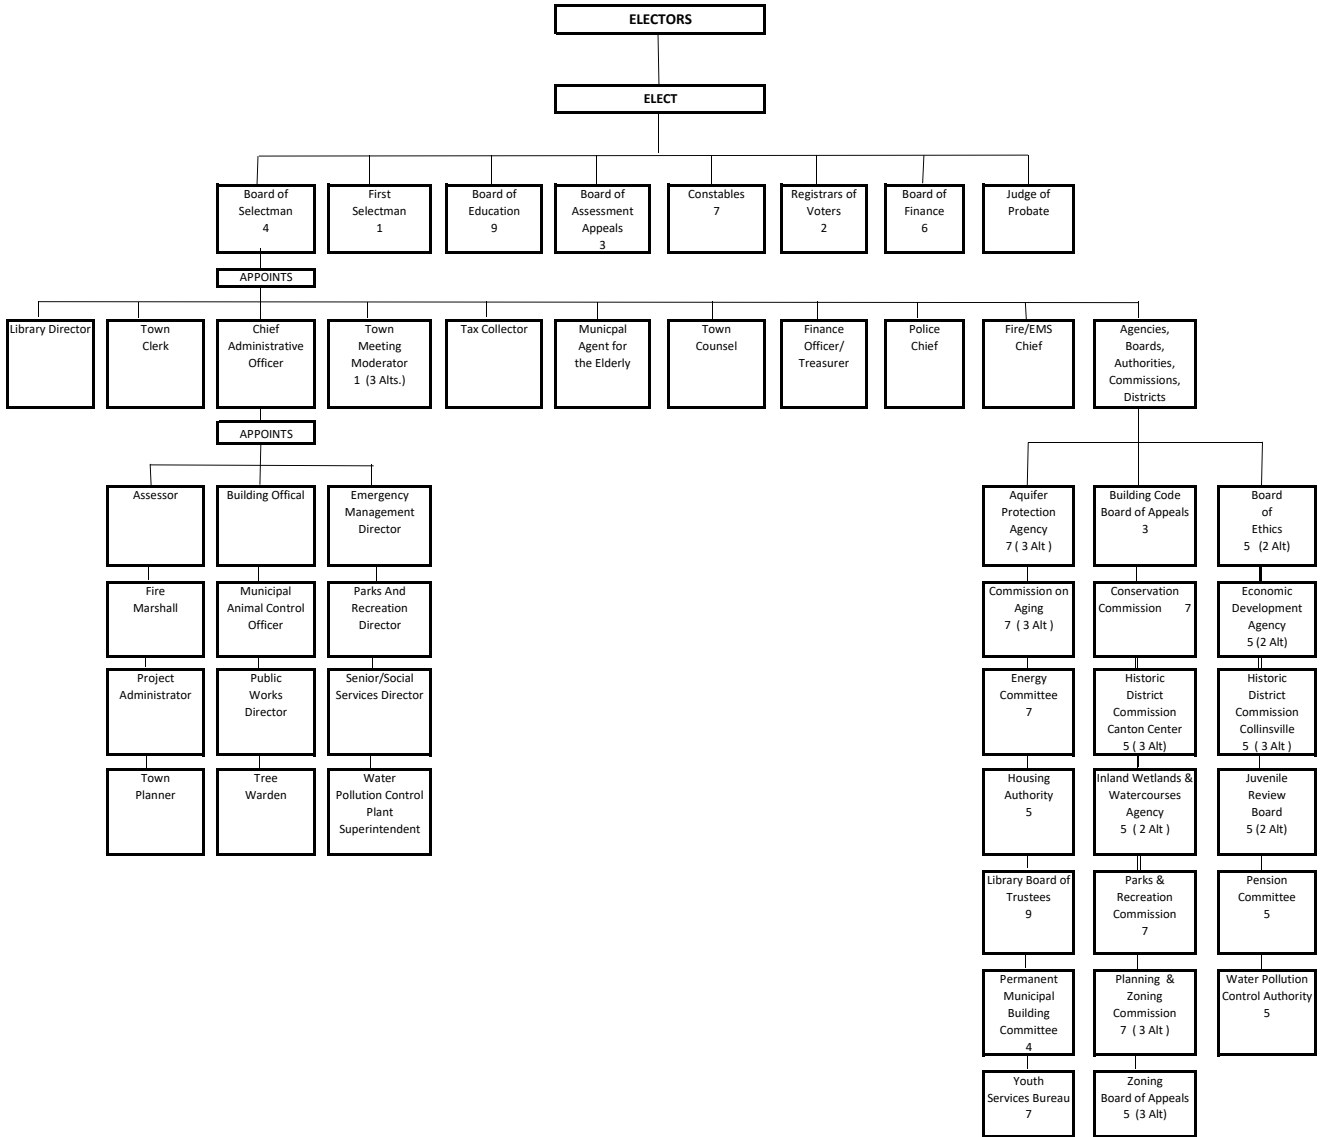 ELECTORS
ELECT
Board of
Selectman
4
First
Selectman
1
Board of
Education
9
Board of
Assessment
Appeals
3
Constables
7
Registrars of
Voters
2
Board of
Finance
6
Judge of
Probate
APPOINTS
Library Director
Town
Clerk
Chief
Administrative
Officer
Town
Meeting
Moderator
1 (3 Alts.)
Tax Collector
Municpal
Agent for
the Elderly
Town
Counsel
Finance
Officer/
Treasurer
Police
Chief
Fire/EMS
Chief
Agencies,
Boards,
Authorities,
Commissions,
Districts
APPOINTS
Assessor
Building Offical
Emergency
Management
Director
Fire
Marshall
Municipal
Animal Control
Officer
Parks And
Recreation
Director
Project
Administrator
Public
Works
Director
Senior/Social
Services Director
Town
Planner
Tree
Warden
Water
Pollution Control
Plant
Superintendent
Aquifer
Protection
Agency
7 ( 3 Alt )
Building Code
Board of Appeals
3
Board
of
Ethics
5 (2 Alt)
Commission on
Aging
7 ( 3 Alt )
Conservation
Commission 7
Economic
Development
Agency
5 (2 Alt)
Energy
Committee
7
Historic
District
Commission
Canton Center
5 ( 3 Alt)
Historic
District
Commission
Collinsville
5 ( 3 Alt )
Housing
Authority
5
Inland Wetlands &
Watercourses
Agency
5 ( 2 Alt )
Juvenile
Review
Board
5 (2 Alt)
Library Board of
Trustees
9
Parks &
Recreation
Commission
7
Pension
Committee
5
Permanent
Municipal
Building
Committee
4
Planning &
Zoning
Commission
7 ( 3 Alt )
Water Pollution
Control Authority
5
Youth
Services Bureau
7
Zoning
Board of Appeals
5 (3 Alt)